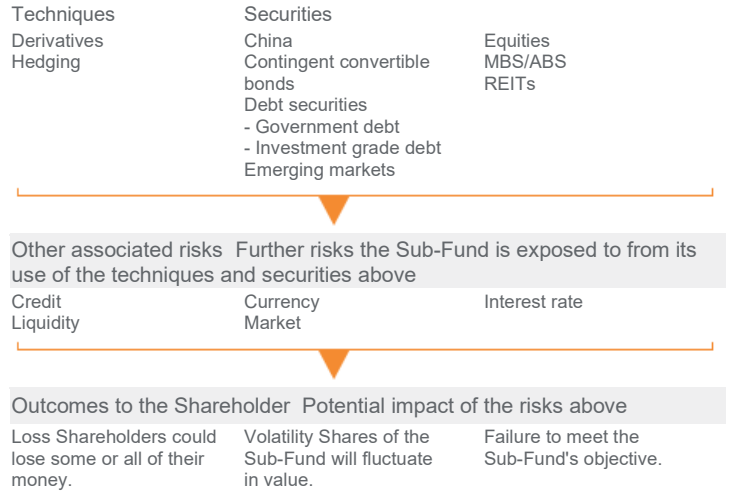 Techniques
Derivatives
Hedging
Securities
China
Contingent convertible
bonds
Debt securities
- Government debt
- Investment grade debt
Emerging markets
Equities
MBS/ABS
REITs
Other associated risks Further risks the Sub-Fund is exposed to from its
use of the techniques and securities above
Credit
Liquidity
Currency
Market
Interest rate
Outcomes to the Shareholder Potential impact of the risks above
Loss Shareholders could
lose some or all of their
money.
Volatility Shares of the
Sub-Fund will fluctuate
in value.
Failure to meet the
Sub-Fund's objective.